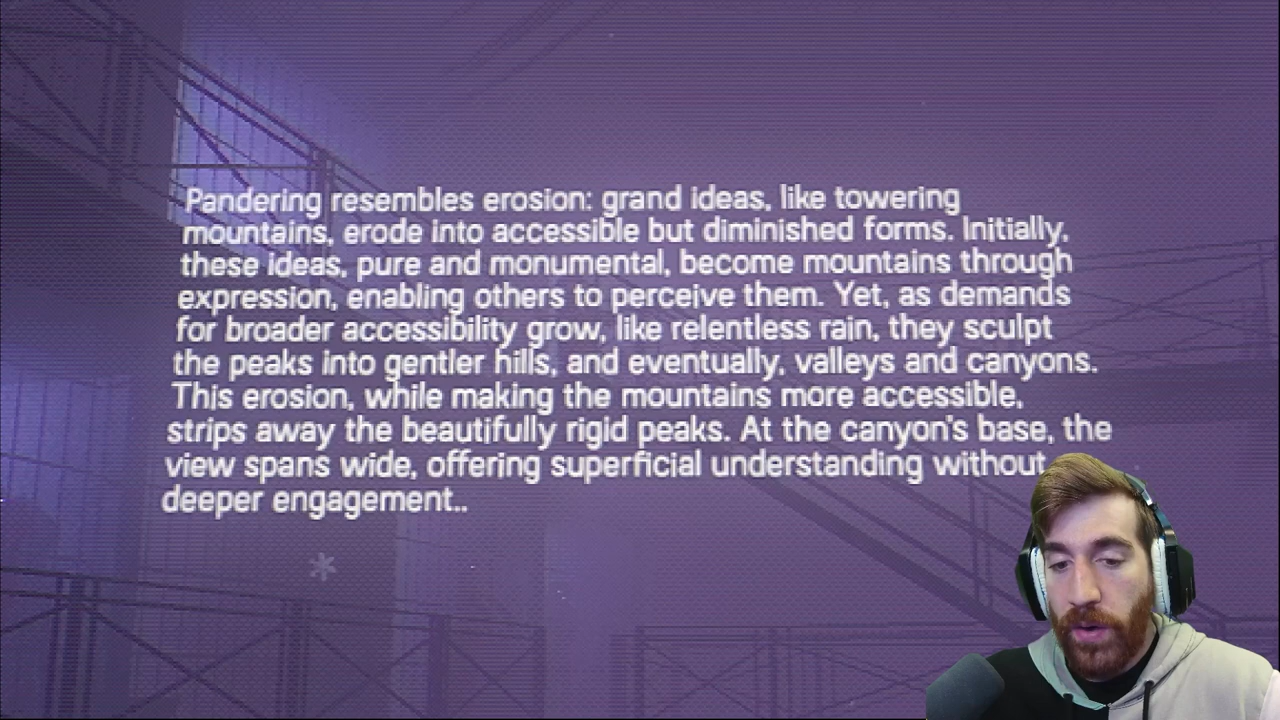 Pandering resembles erosion: grand ideas, like towering
mountains, erode into accessible but diminished forms. Initially,
these ideas, pure and monumental, become mountains through
expression, enabling others to perceive them. Yet, as demands
for broader accessibility grow, like relentless rain, they sculpt
the peaks into gentler hills, and eventually, valleys and canyons.
This erosion, while making the mountains more accessible,
strips away the beautifully rigid peaks. At the canyon's base, the
view spans wide, offering superficial understanding without
deeper engagement..